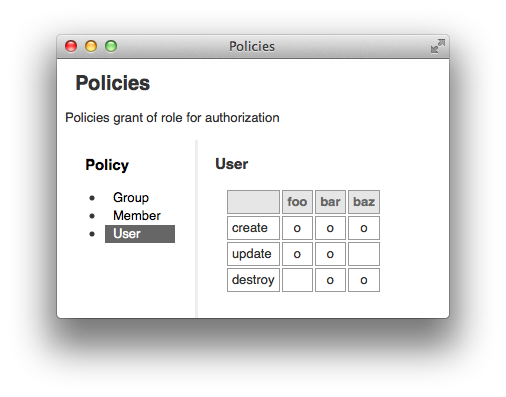 Policies
Policies
Policies grant of role for authorization
Policy
Group
Member
User
User
foo bar baz
create o o o
update o o
destroy o o